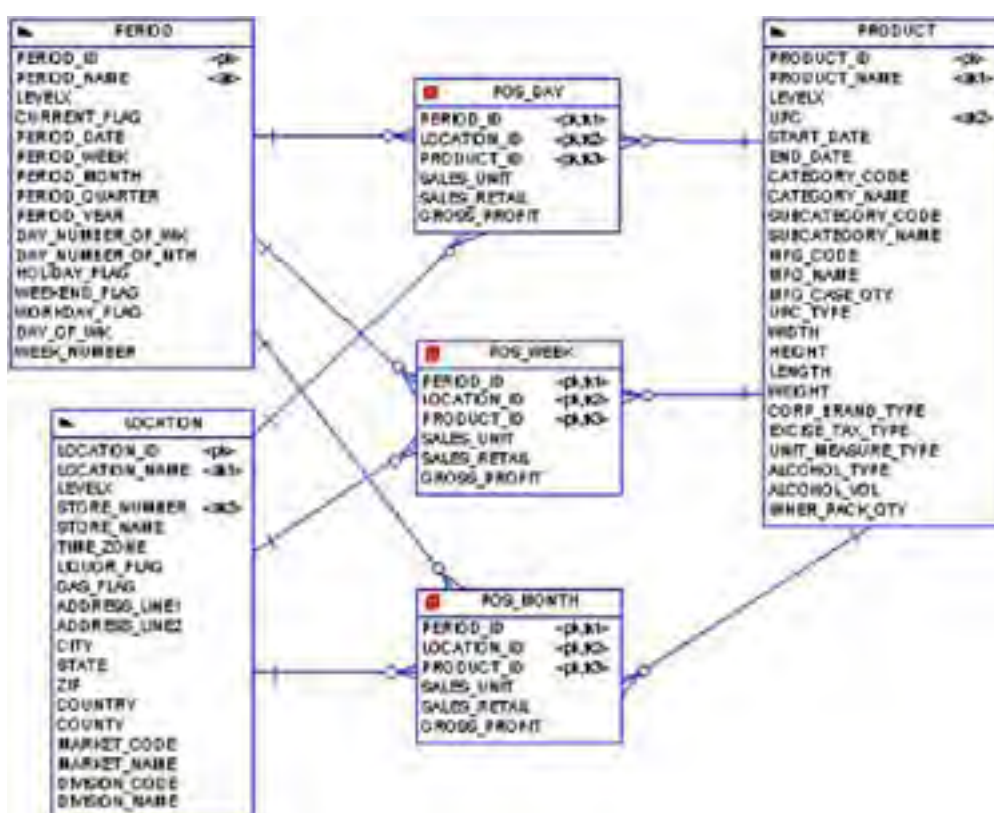 PERIOD
PERIOD_ID <pk>
PERIOD_NAME <ak>
LEVELX
CURRENT_FLAG
PERIOD_DATE
PERIOD_WEEK
PERIOD_MONTH
PERIOD_QUARTER
PERIOD_YEAR
DAY_NUMBER_OF_WK
DAY_NUMBER_OF_MTH
HOLIDAY_FLAG
WEEKEND_FLAG
WORKDAY_FLAG
DAY_OF_WK
WEEK_NUMBER
LOCATION
LOCATION_ID <pk>
LOCATION_NAME <ak1>
LEVELX
STORE_NUMBER
STORE_NAME
TIME_ZONE
LIQUOR_FLAG
GAS_FLAG
ADDRESS_LINE1
ADDRESS_LINE2
CITY
STATE
ZIP
COUNTRY
COUNTY
MARKET_CODE
MARKET_NAME
DIVISION_CODE
DIVISION_NAME
POS_DAY
PERIOD_ID <pk,fk1>
LOCATION_ID <pk,fk2>
PRODUCT_ID <pk,fk3>
SALES_UNIT
SALES_RETAIL
GROSS_PROFIT
POS_WEEK
PERIOD_ID <pk,fk1>
LOCATION_ID <pk,fk2>
PRODUCT_ID <pk,fk3>
SALES_UNIT
SALES_RETAIL
GROSS_PROFIT
POS_MONTH
PERIOD_ID <pk,fk1>
LOCATION_ID <pk,fk2>
PRODUCT_ID <pk,fk3>
SALES_UNIT
SALES_RETAIL
GROSS_PROFIT
PRODUCT
PRODUCT_ID <pk>
PRODUCT_NAME <ak1>
LEVELX
UPC <ak2>
START_DATE
END_DATE
CATEGORY_CODE
CATEGORY_NAME
SUBCATEGORY_CODE
SUBCATEGORY_NAME
MFG_CODE
MFG_NAME
MFG_CASE_QTY
UPC_TYPE
WIDTH
HEIGHT
LENGTH
WEIGHT
CORP_BRAND_TYPE
EXCISE_TAX_TYPE
UNIT_MEASURE_TYPE
ALCOHOL_TYPE
ALCOHOL_VOL
INNER_PACK_QTY